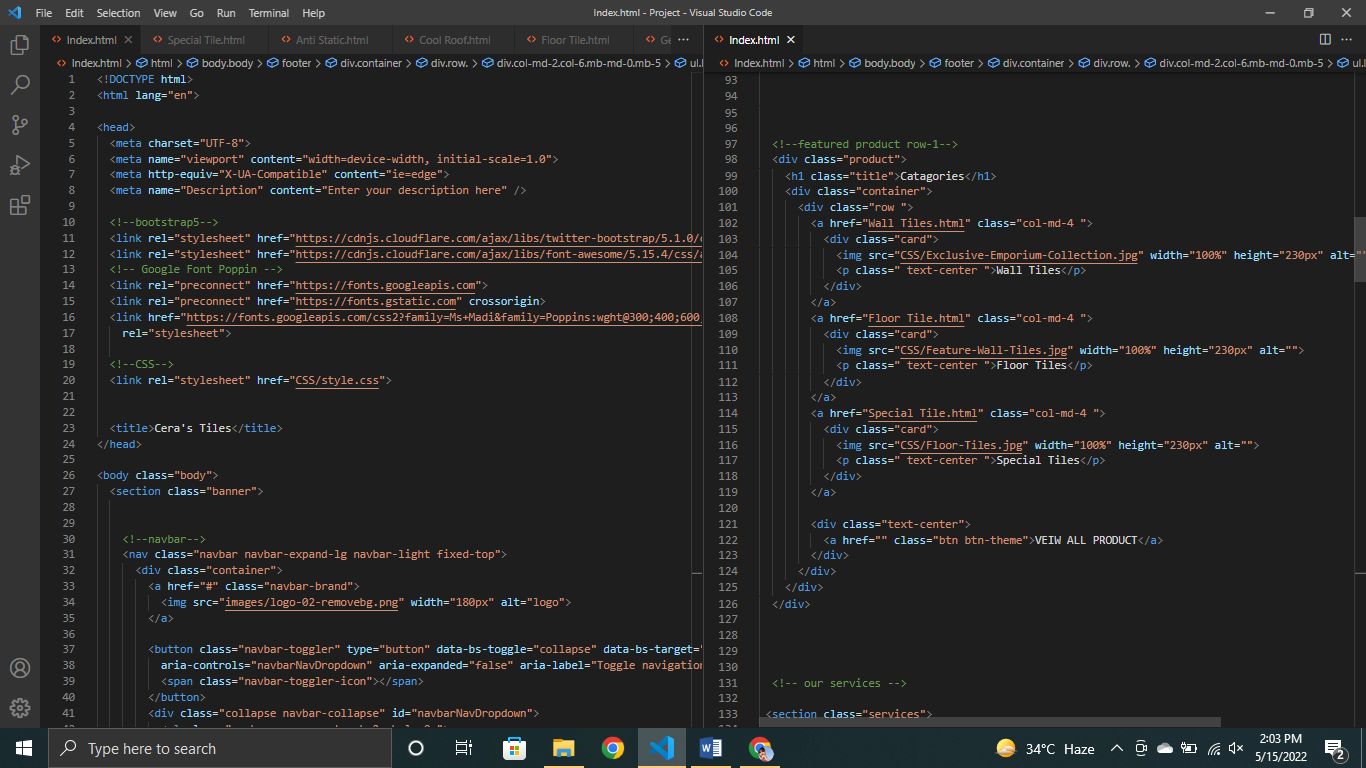 File Edit Selection View Go Run Terminal Help
Index.html - Project - Visual Studio Code
Index.html Special Tile.html Anti Static.html Cool Roof.html Floor Tile.html Ge ...
Index.html > html > body.body > footer > div.container > div.row. > div.col-md-2.col-6.mb-md-0.mb-5 >
1 <!DOCTYPE html>
2 <html lang="en">
3
4 <head>
5 <meta charset="UTF-8">
6 <meta name="viewport" content="width=device-width, initial-scale=1.0">
7 <meta http-equiv="X-UA-Compatible" content="ie=edge">
8 <meta name="Description" content="Enter your description here" />
9
10 <!--bootstrap5-->
11 <link rel="stylesheet" href="https://cdnjs.cloudflare.com/ajax/libs/twitter-bootstrap/5.1.0/
12 <link rel="stylesheet" href="https://cdnjs.cloudflare.com/ajax/libs/font-awesome/5.15.4/css/
13 <!-- Google Font Poppin -->
14 <link rel="preconnect" href="https://fonts.googleapis.com">
15 <link rel="preconnect" href="https://fonts.gstatic.com" crossorigin>
16 <link href="https://fonts.googleapis.com/css2?family=Ms+Madi&family=Poppins:wght@300;400;600;
17 rel="stylesheet">
18
19 <!--CSS-->
20 <link rel="stylesheet" href="CSS/style.css">
21
22
23 <title>Cera's Tiles</title>
24 </head>
25
26 <body class="body">
27 <section class="banner">
28
29
30 <!--navbar-->
31 <nav class="navbar navbar-expand-lg navbar-light fixed-top">
32 <div class="container">
33 <a href="#" class="navbar-brand">
34 <img src="images/logo-02-removebg.png" width="180px" alt="logo">
35 </a>
36
37 <button class="navbar-toggler" type="button" data-bs-toggle="collapse" data-bs-target="
38 aria-controls="navbarNavDropdown" aria-expanded="false" aria-label="Toggle navigation
39 <span class="navbar-toggler-icon"></span>
40 </button>
41 <div class="collapse navbar-collapse" id="navbarNavDropdown">
Index.html
Index.html > html > body.body > footer > div.container > div.row. > div.col-md-2.col-6.mb-md-0.mb-5 >
93
94
95
96
97 <!--featured product row-1-->
98 <div class="product">
99 <h1 class="title">Catagories</h1>
100 <div class="container">
101 <div class="row ">
102 <a href="Wall Tiles.html" class="col-md-4 ">
103 <div class="card">
104 <img src="CSS/Exclusive-Emporium-Collection.jpg" width="100%" height="230px" alt=""
105 <p class=" text-center ">Wall Tiles</p>
106 </div>
107 </a>
108 <a href="Floor Tile.html" class="col-md-4 ">
109 <div class="card">
110 <img src="CSS/Feature-Wall-Tiles.jpg" width="100%" height="230px" alt="">
111 <p class=" text-center ">Floor Tiles</p>
112 </div>
113 </a>
114 <a href="Special Tile.html" class="col-md-4 ">
115 <div class="card">
116 <img src="CSS/Floor-Tiles.jpg" width="100%" height="230px" alt="">
117 <p class=" text-center ">Special Tiles</p>
118 </div>
119 </a>
120
121 <div class="text-center">
122 <a href="" class="btn btn-theme">VEIW ALL PRODUCT</a>
123 </div>
124 </div>
125 </div>
126 </div>
127
128
129
130
131 <!-- our services -->
132
133 <section class="services">
Type here to search
34°C Haze
2:03 PM
5/15/2022
2